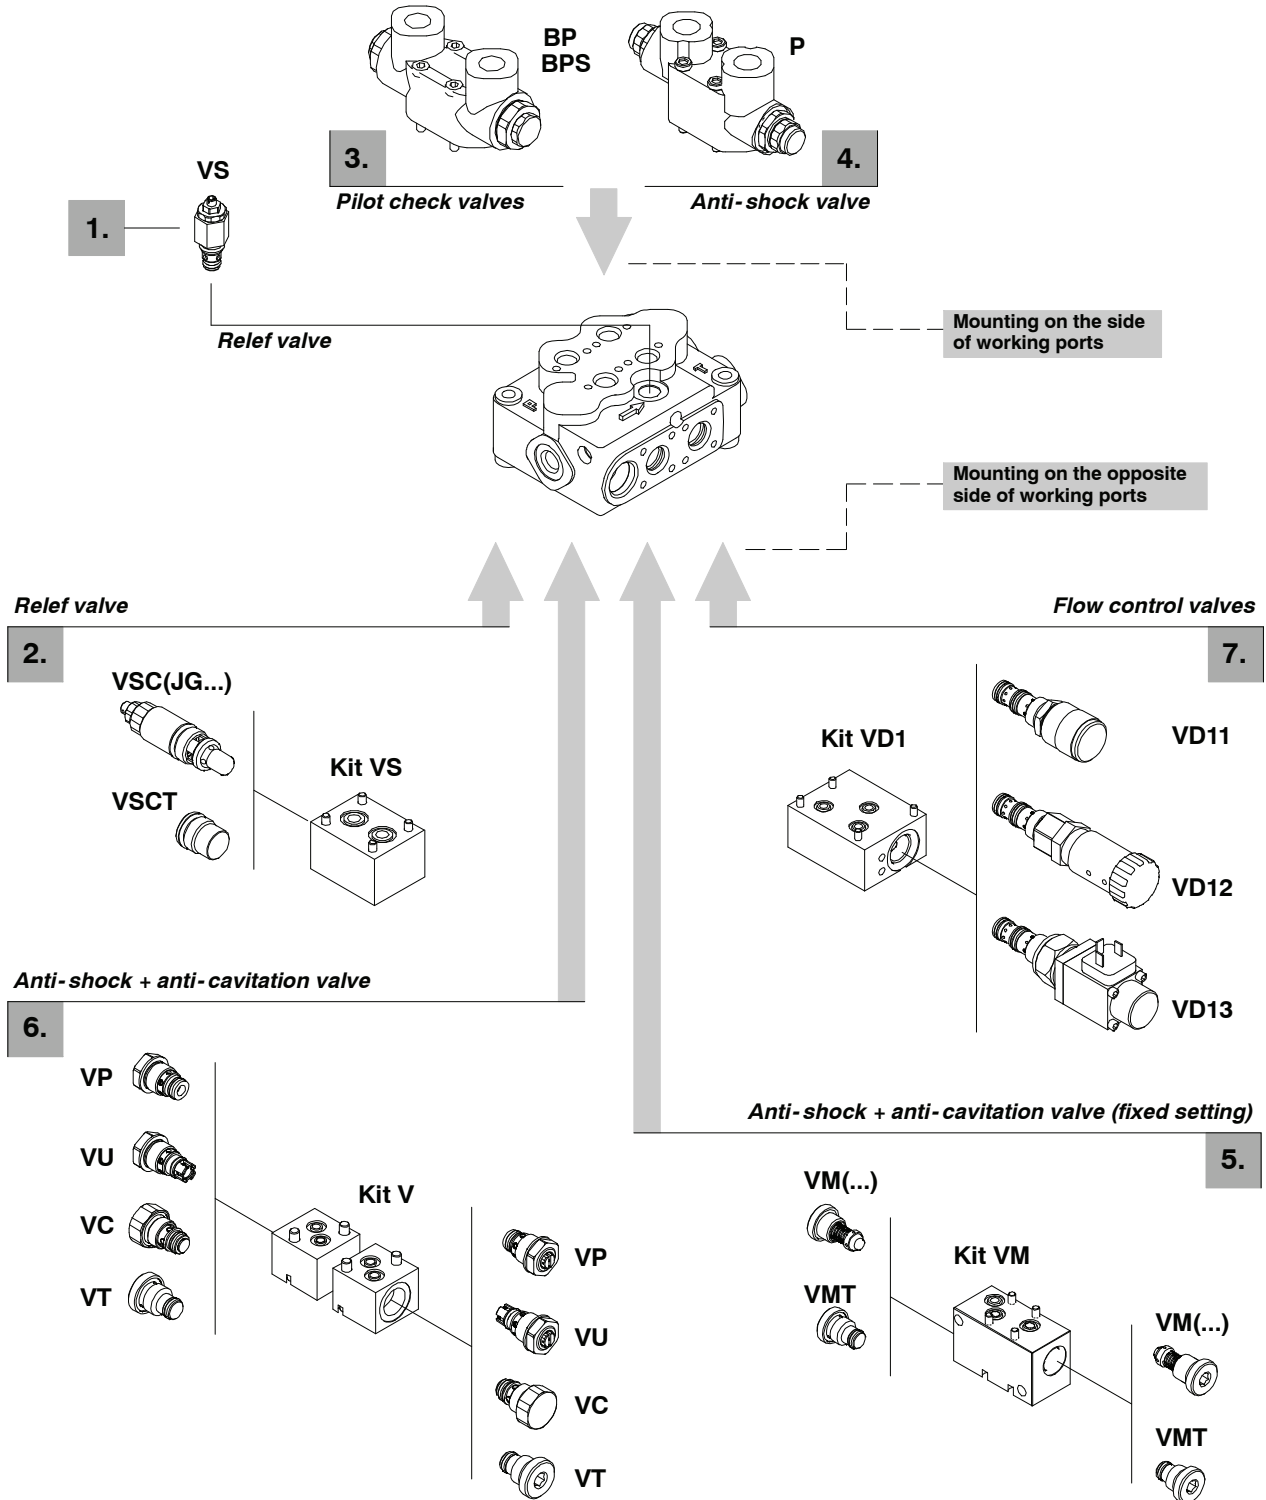 BP
BPS
P
3.
4.
VS
Pilot check valves
Anti-shock valve
1.
Relef valve
Mounting on the side
of working ports
Mounting on the opposite
side of working ports
Relef valve
Flow control valves
2.
7.
VSC(JG...)
VSCT
Kit VS
Kit VD1
VD11
VD12
VD13
Anti-shock + anti-cavitation valve
6.
VP
VU
VC
VT
Kit V
VP
VU
VC
VT
Anti-shock + anti-cavitation valve (fixed setting)
5.
VM(...)
VMT
Kit VM
VM(...)
VMT